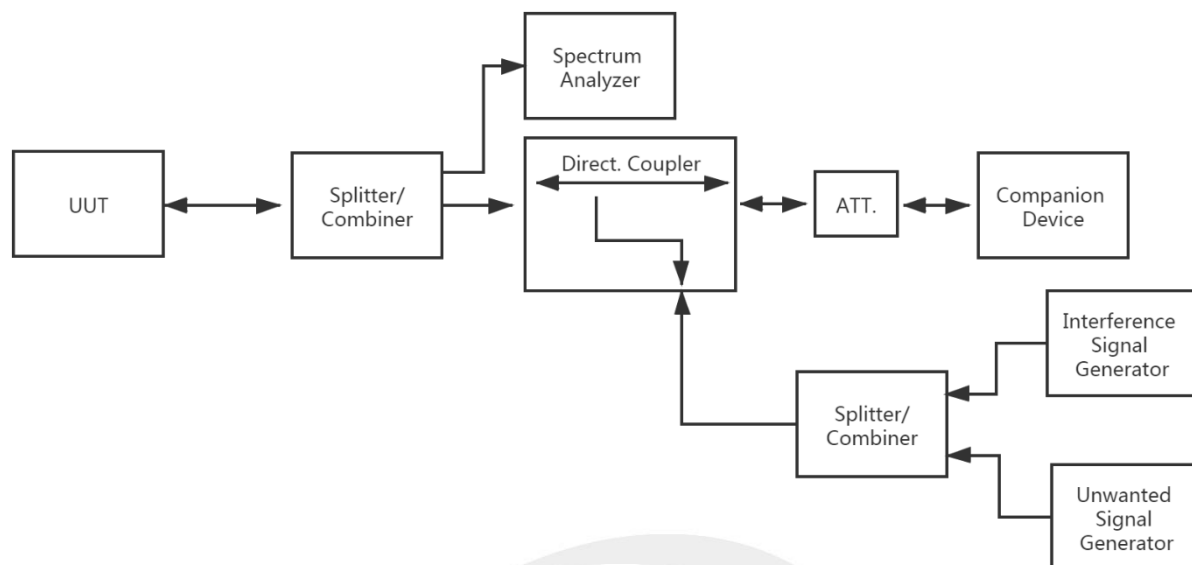 Spectrum
Analyzer
UUT
Splitter/
Combiner
Direct. Coupler
ATT.
Companion
Device
Interference
Signal
Generator
Splitter/
Combiner
Unwanted
Signal
Generator